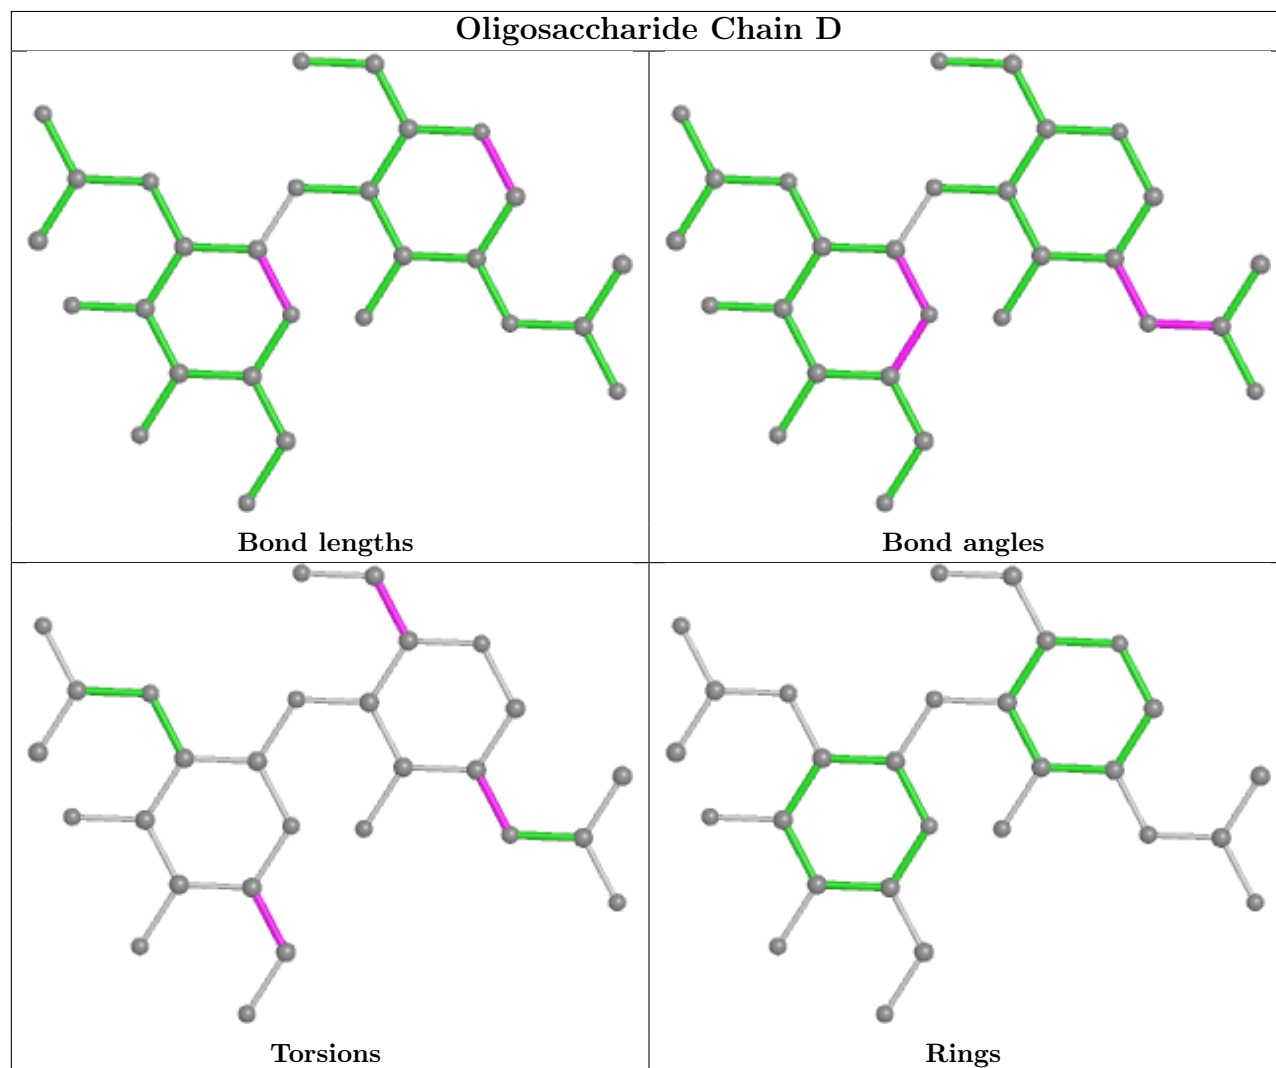 Oligosaccharide Chain D
Bond lengths
Bond angles
Torsions
Rings